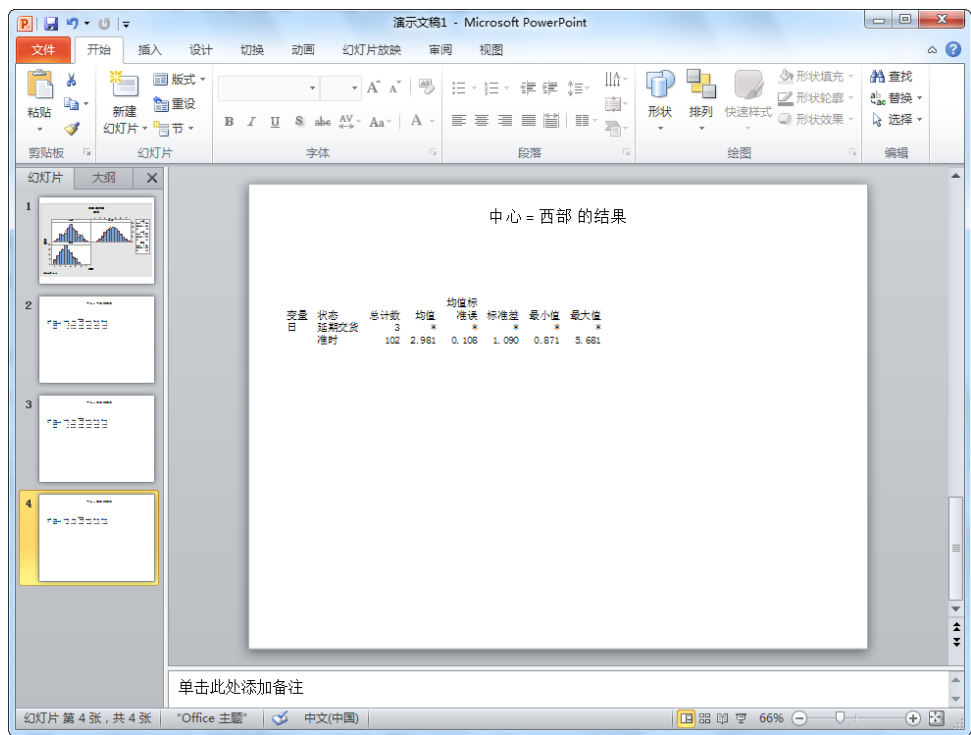 演示文稿1 - Microsoft PowerPoint
文件 开始 插入 设计 切换 动画 幻灯片放映 审阅 视图
粘贴
剪贴板
新建
幻灯片
版式
重设
节
幻灯片
B I U S abc AV Aa A
字体
段落
形状
排列
快速样式
形状填充
形状轮廓
形状效果
绘图
查找
替换
选择
编辑
幻灯片 大纲
1
2
3
4
中心 = 西部 的结果
均值标
变量 状态 总计数 均值 准误 标准差 最小值 最大值
日 延期交货 3 * * * * *
准时 102 2.981 0.108 1.090 0.871 5.681
单击此处添加备注
幻灯片 第 4 张，共 4 张 "Office 主题" 中文(中国) 66%